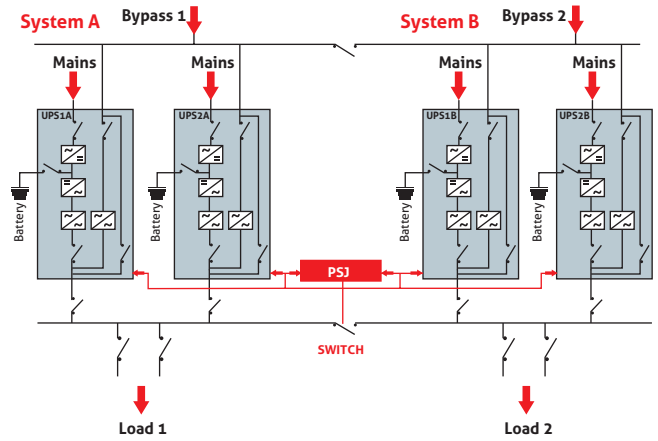 Bypass 1
Bypass 2
System A
System B
Mains
Mains
Mains
Mains
UPS1A
UPS2A
UPS1B
UPS2B
Battery
Battery
Battery
Battery
PSJ
SWITCH
Load 1
Load 2